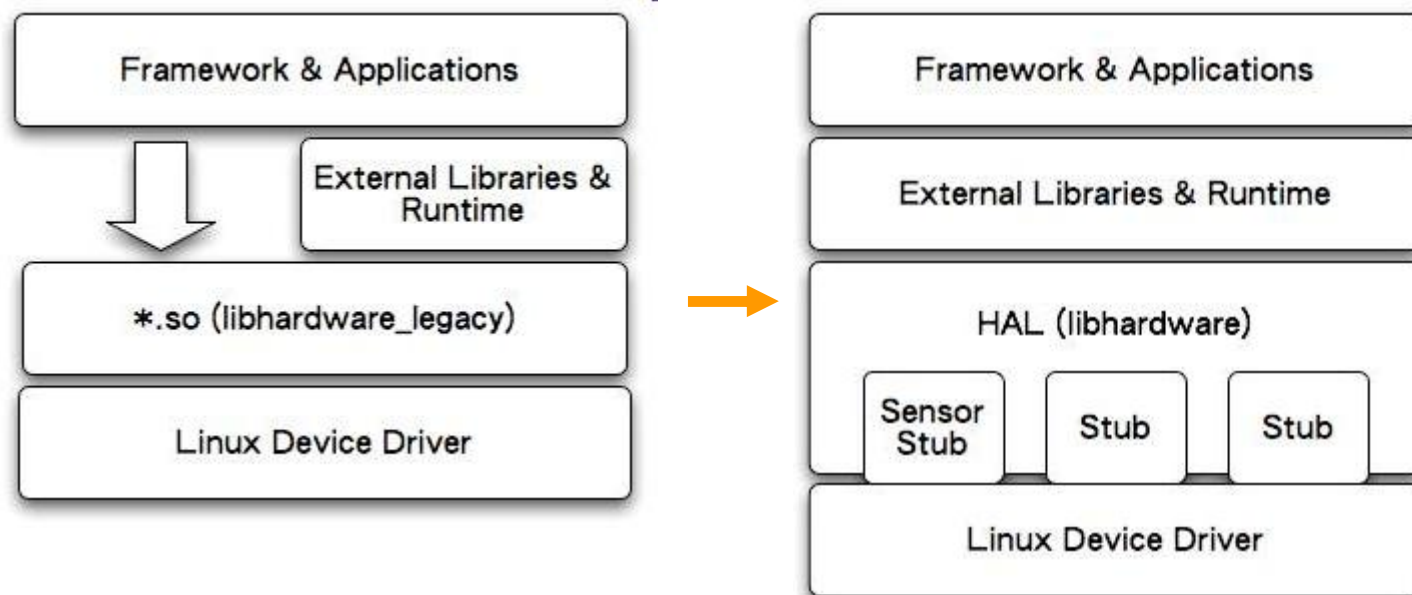 Framework & Applications
External Libraries &
Runtime
*.so (libhardware_legacy)
Linux Device Driver
Framework & Applications
External Libraries & Runtime
HAL (libhardware)
Sensor
Stub
Stub
Stub
Linux Device Driver